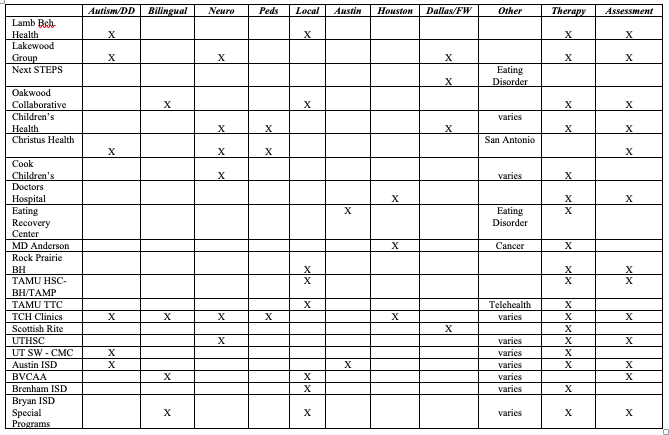 Autism/DD Bilingual Neuro Peds Local Austin Houston Dallas/FW Other Therapy Assessment
Lamb Beh
Health X X X X
Lakewood
Group X X X X X
Next STEPS Eating
X Disorder
Oakwood
Collaborative X X X X
Children's varies
Health X X X X X
Christus Health San Antonio
X X X X
Cook
Children's X varies X
Doctors
Hospital X X X
Eating X Eating X
Recovery Disorder
Center
MD Anderson X Cancer X
Rock Prairie
BH X X X
TAMU HSC- X X X
BH/TAMP
TAMU TTC X Telehealth X
TCH Clinics X X X X X varies X X
Scottish Rite X X
UTHSC X varies X X
UT SW - CMC X varies X
Austin ISD X X varies X X
BVCAA X X varies X
Brenham ISD X varies X
Bryan ISD
Special X X varies X X
Programs